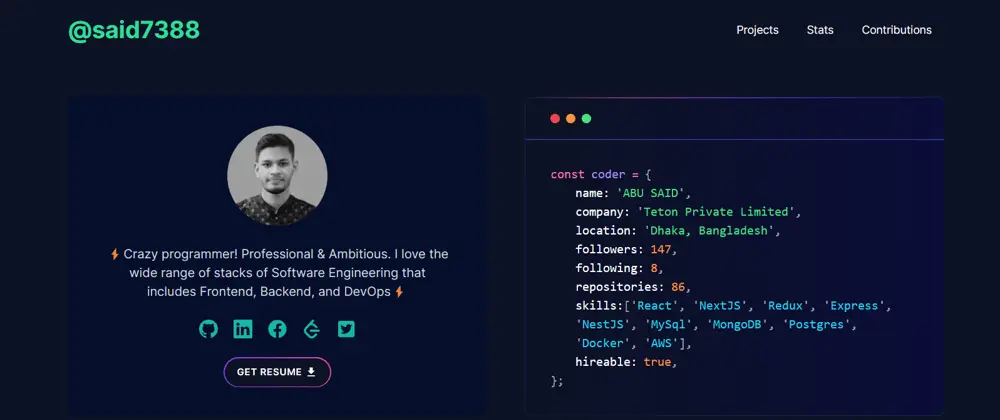 @said7388
Projects
Stats
Contributions
⚡ Crazy programmer! Professional & Ambitious. I love the
wide range of stacks of Software Engineering that
includes Frontend, Backend, and DevOps ⚡
GET RESUME
const coder = {
name: 'ABU SAID',
company: 'Teton Private Limited',
location: 'Dhaka, Bangladesh',
followers: 147,
following: 8,
repositories: 86,
skills:['React', 'NextJS', 'Redux', 'Express',
'NestJS', 'MySql', 'MongoDB', 'Postgres',
'Docker', 'AWS'],
hireable: true,
};